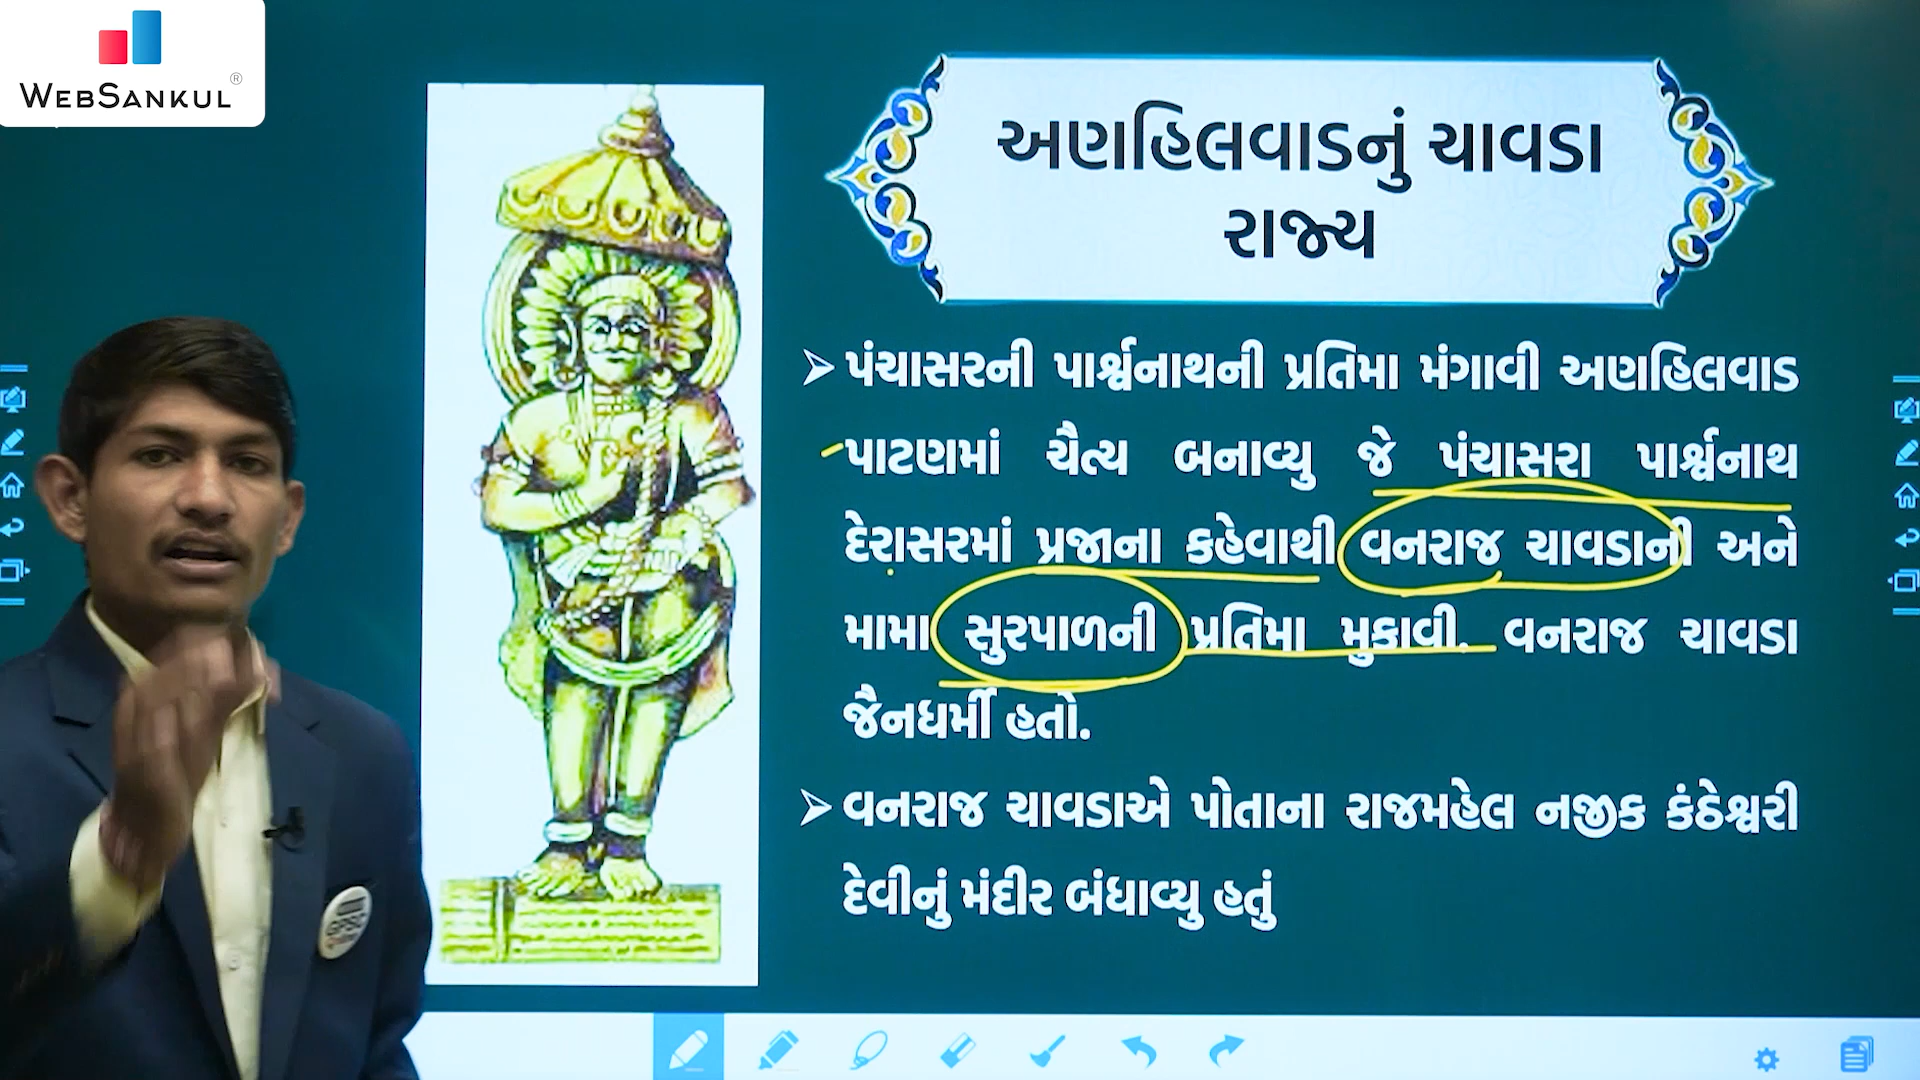 WEBSANKUL®
અણહિલવાડનું ચાવડા
રાજ્ય
➢ પંચાસરની પાર્શ્વનાથની પ્રતિમા મંગાવી અણહિલવાડ
પાટણમાં ચૈત્ય બનાવ્યુ જે પંચાસરા પાર્શ્વનાથ
દેરાસરમાં પ્રજાના કહેવાથી વનરાજ ચાવડાની અને
મામા સુરપાળની પ્રતિમા મુકાવી. વનરાજ ચાવડા
જૈનધર્મી હતો.
➢ વનરાજ ચાવડાએ પોતાના રાજમહેલ નજીક કંઠેશ્વરી
દેવીનું મંદીર બંધાવ્યુ હતું
GPSC